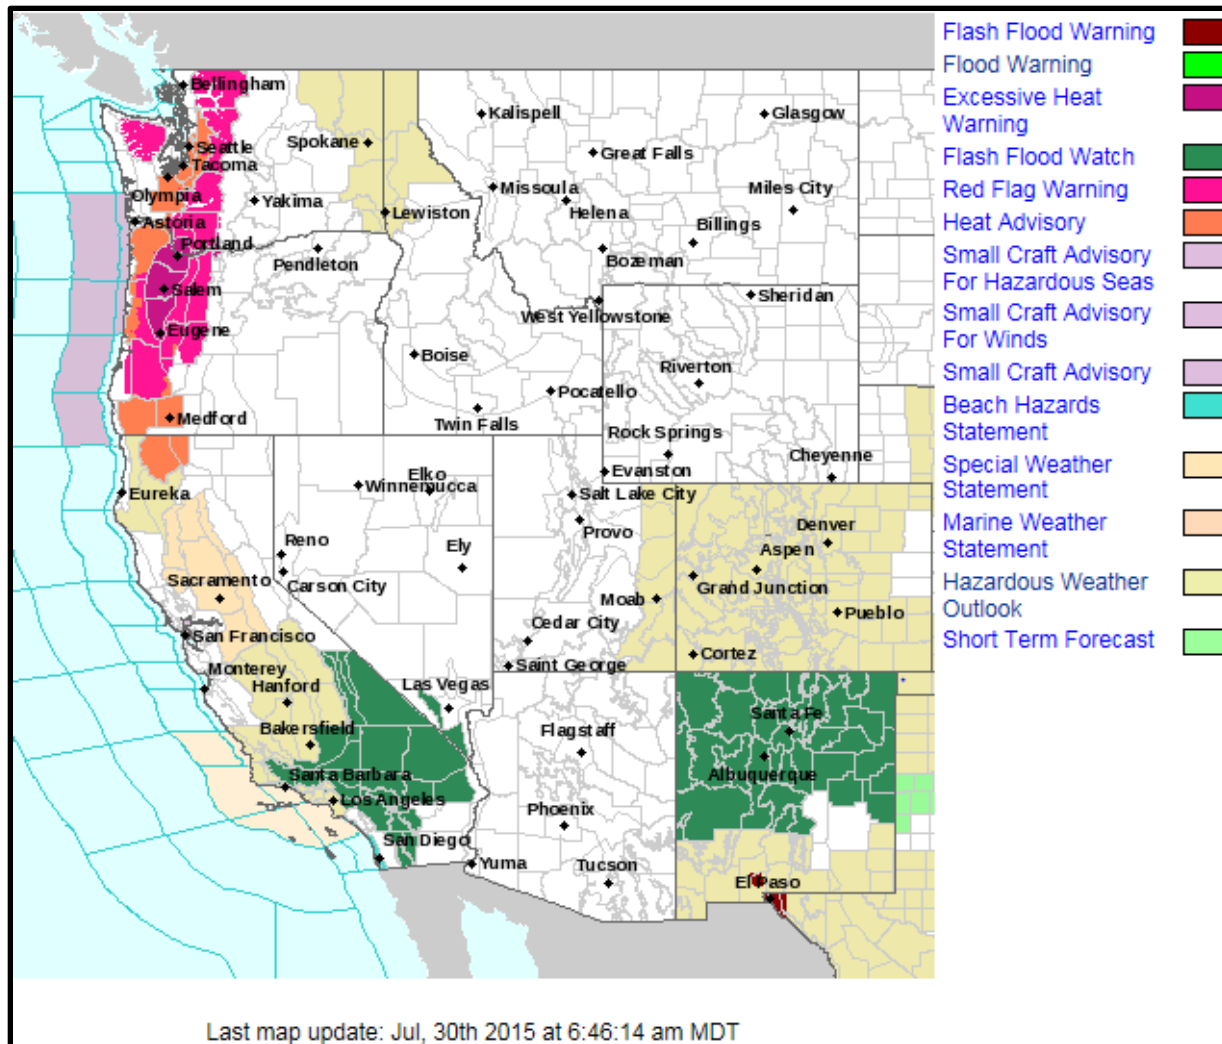 Bellingham
Seattle
Tacoma
Olympia
Astoria
Portland
Salem
Eugene
Medford
Spokane
Yakima
Lewiston
Pendleton
Kalispell
Glasgow
Great Falls
Missoula
Helena
Miles City
Billings
Bozeman
West Yellowstone
Sheridan
Boise
Riverton
Pocatello
Twin Falls
Rock Springs
Evanston
Cheyenne
Eureka
Winnemucca
Elko
Salt Lake City
Provo
Denver
Aspen
Reno
Ely
Carson City
Sacramento
Grand Junction
Moab
Pueblo
San Francisco
Cedar City
Cortez
Saint George
Monterey
Hanford
Las Vegas
Bakersfield
Flagstaff
Santa Fe
Albuquerque
Santa Barbara
Los Angeles
Phoenix
San Diego
Yuma
Tucson
El Paso
Flash Flood Warning
Flood Warning
Excessive Heat
Warning
Flash Flood Watch
Red Flag Warning
Heat Advisory
Small Craft Advisory
For Hazardous Seas
Small Craft Advisory
For Winds
Small Craft Advisory
Beach Hazards
Statement
Special Weather
Statement
Marine Weather
Statement
Hazardous Weather
Outlook
Short Term Forecast
Last map update: Jul, 30th 2015 at 6:46:14 am MDT